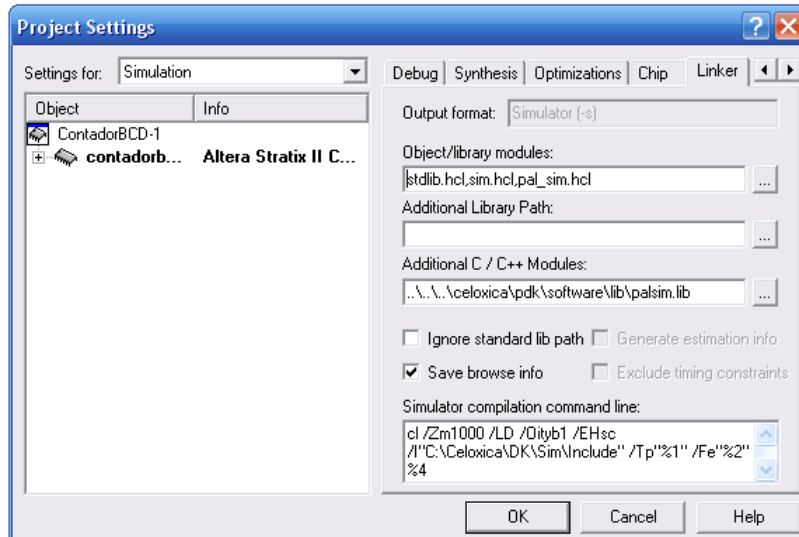 Project Settings
Settings for: Simulation
Debug Synthesis Optimizations Chip Linker
Object Info
ContadorBCD-1
contadorb... Altera Stratix II C...
Output format: Simulator (-s)
Object/library modules:
stdlib.hcl,sim.hcl,pal_sim.hcl
...
Additional Library Path:
...
Additional C / C++ Modules:
..\..\..\celoxica\pdk\software\lib\palsim.lib
...
Ignore standard lib path Generate estimation info
Save browse info Exclude timing constraints
Simulator compilation command line:
cl /Zm1000 /LD /Oityb1 /EHsc
/I"C:\Celoxica\DK\Sim\Include" /Tp"%1" /Fe"%2"
%4
OK Cancel Help